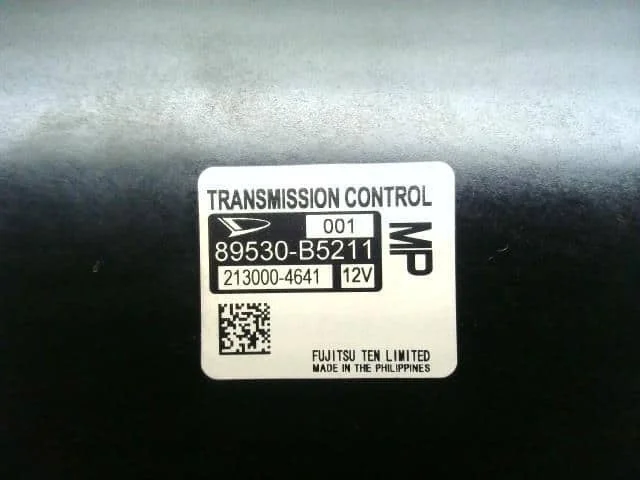 TRANSMISSION CONTROL
001
89530-B5211
213000-4641 12V
MP
FUJITSU TEN LIMITED
MADE IN THE PHILIPPINES